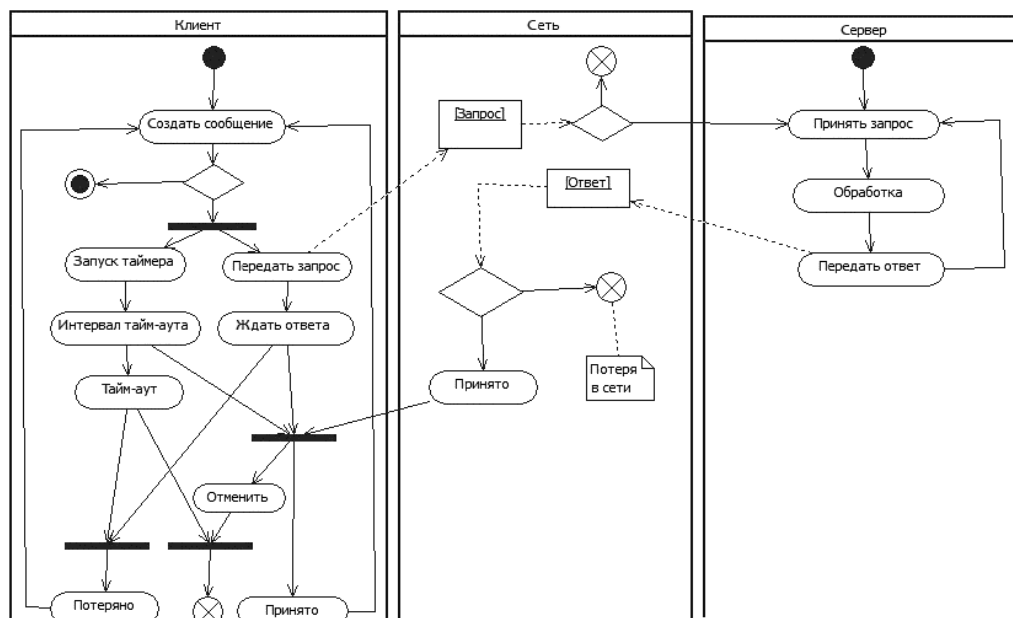 Клиент
Сеть
Сервер
Создать сообщение
[Запрос]
Принять запрос
[Ответ]
Обработка
Запуск таймера
Передать запрос
Передать ответ
Интервал тайм-аута
Ждать ответа
Тайм-аут
Принято
Потеря
в сети
Отменить
Потеряно
Принято